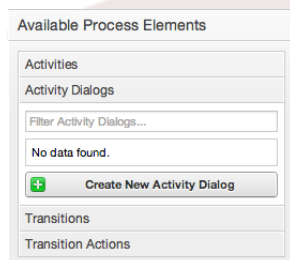 Available Process Elements
Activities
Activity Dialogs
Filter Activity Dialogs...
No data found.
Create New Activity Dialog
Transitions
Transition Actions